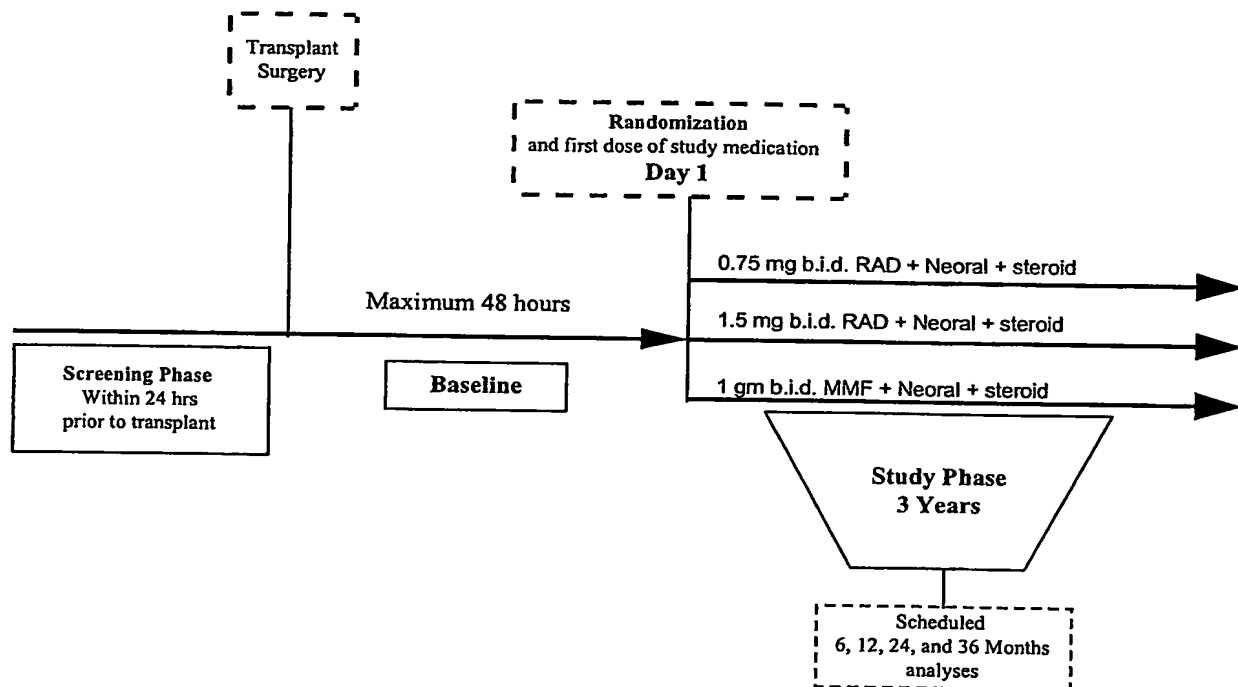 Transplant
Surgery
Randomization
and first dose of study medication
Day 1
0.75 mg b.i.d. RAD + Neoral + steroid
Maximum 48 hours
1.5 mg b.i.d. RAD + Neoral + steroid
Screening Phase
Within 24 hrs
prior to transplant
Baseline
1 gm b.i.d. MMF + Neoral + steroid
Study Phase
3 Years
Scheduled
6, 12, 24, and 36 Months
analyses